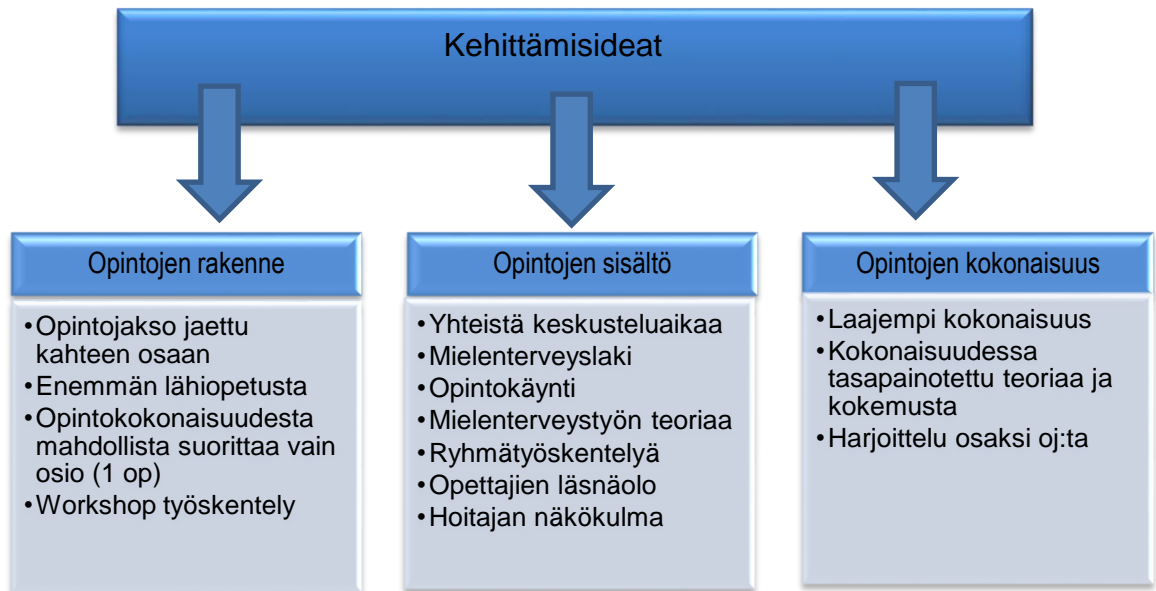 Kehittämisideat
Opintojen rakenne
•Opintojakso jaettu
kahteen osaan
•Enemmän lähiopetusta
•Opintokokonaisuudesta
mahdollista suorittaa vain
osio (1 op)
•Workshop työskentely
Opintojen sisältö
•Yhteistä keskusteluaikaa
•Mielenterveyslaki
•Opintokäynti
•Mielenterveystyön teoriaa
•Ryhmätyöskentelyä
•Opettajien läsnäolo
•Hoitajan näkökulma
Opintojen kokonaisuus
•Laajempi kokonaisuus
•Kokonaisuudessa
tasapainotettu teoriaa ja
kokemusta
•Harjoittelu osaksi oj:ta